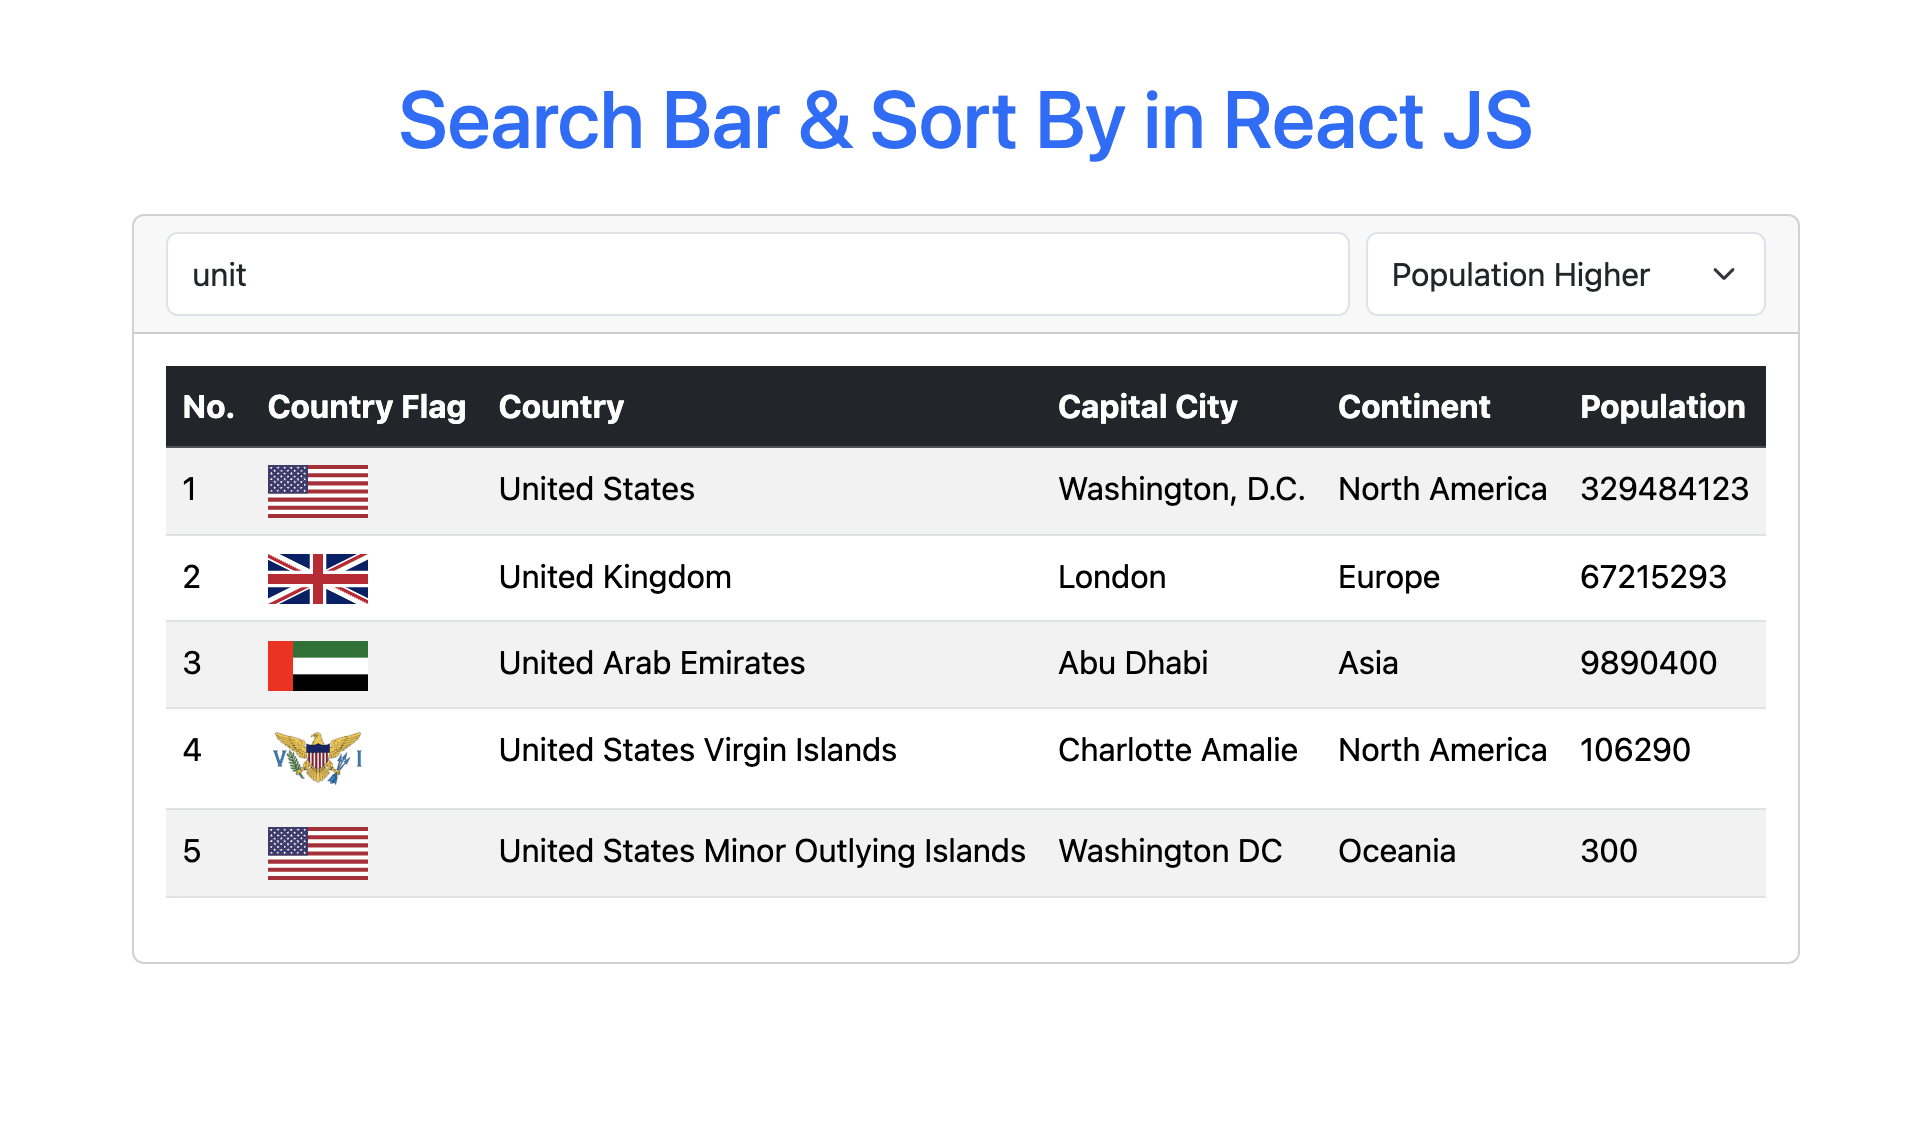 Search Bar & Sort By in React JS
unit Population Higher
No. Country Flag Country Capital City Continent Population
1 United States Washington, D.C. North America 329484123
2 United Kingdom London Europe 67215293
3 United Arab Emirates Abu Dhabi Asia 9890400
4 V I United States Virgin Islands Charlotte Amalie North America 106290
5 United States Minor Outlying Islands Washington DC Oceania 300